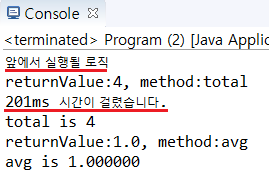 Console
<terminated> Program (2) [Java Applic
앞에서 실행될 로직
returnValue:4, method:total
201ms 시간이 걸렸습니다.
total is 4
returnValue:1.0, method:avg
avg is 1.000000